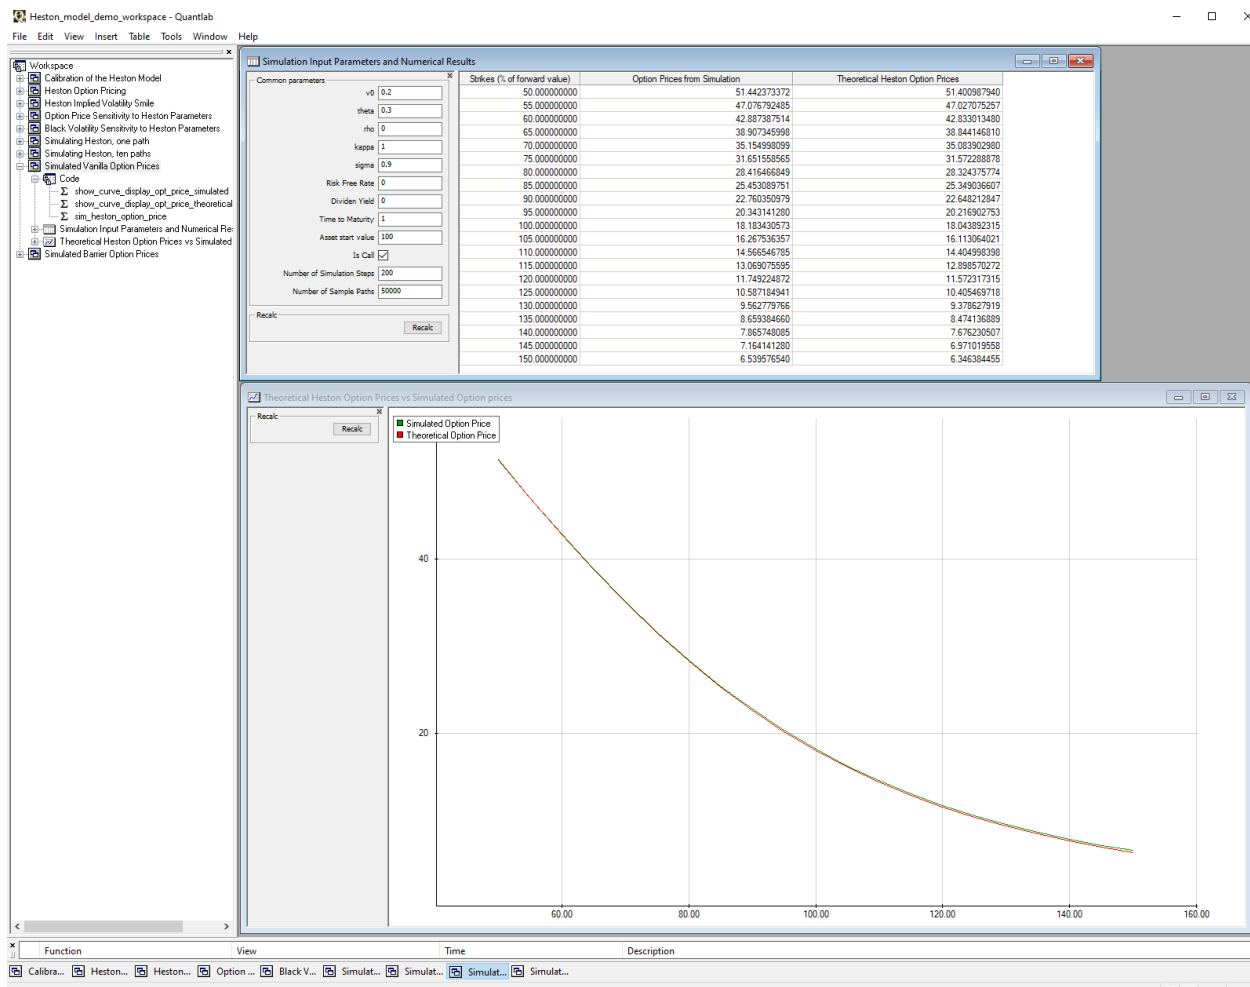 Heston_model_demo_workspace - Quantlab
File Edit View Insert Table Tools Window Help
Workspace
Calibration of the Heston Model
Heston Option Pricing
Heston Implied Volatility Smile
Option Price Sensitivity to Heston Parameters
Black Volatility Sensitivity to Heston Parameters
Simulating Heston, one path
Simulating Heston, ten paths
Simulated Vanilla Option Prices
Code
Σ show_curve_display_opt_price_simulated
Σ show_curve_display_opt_price_theoretical
Σ sim_heston_option_price
Simulation Input Parameters and Numerical Re:
Theoretical Heston Option Prices vs Simulated
Simulated Barrier Option Prices
Simulation Input Parameters and Numerical Results
Common parameters
v0 0.2
theta 0.3
rho 0
kappa 1
sigma 0.9
Risk Free Rate 0
Dividen Yield 0
Time to Maturity 1
Asset start value 100
Is Call
Number of Simulation Steps 200
Number of Sample Paths 50000
Recalc
Recalc
Strikes (% of forward value) Option Prices from Simulation Theoretical Heston Option Prices
50.000000000 51.442373372 51.400987940
55.000000000 47.076792485 47.027075257
60.000000000 42.887387514 42.833013480
65.000000000 38.907345998 38.844146810
70.000000000 35.154998099 35.083902980
75.000000000 31.651558565 31.572288878
80.000000000 28.416466849 28.324375774
85.000000000 25.453089751 25.349036607
90.000000000 22.760350979 22.648212847
95.000000000 20.343141280 20.216902753
100.000000000 18.183430573 18.043892315
105.000000000 16.267536357 16.113064021
110.000000000 14.566546785 14.404998398
115.000000000 13.069075595 12.898570272
120.000000000 11.749224872 11.572317315
125.000000000 10.587184941 10.405469718
130.000000000 9.562779766 9.378627919
135.000000000 8.659384660 8.474136889
140.000000000 7.865748085 7.676230507
145.000000000 7.164141280 6.971019558
150.000000000 6.539576540 6.346384455
Theoretical Heston Option Prices vs Simulated Option prices
Recalc
Recalc
Simulated Option Price
Theoretical Option Price
40
20
60.00 80.00 100.00 120.00 140.00 160.00
Function View Time Description
Calibra... Heston... Heston... Option ... Black V... Simulat... Simulat... Simulat... Simulat...